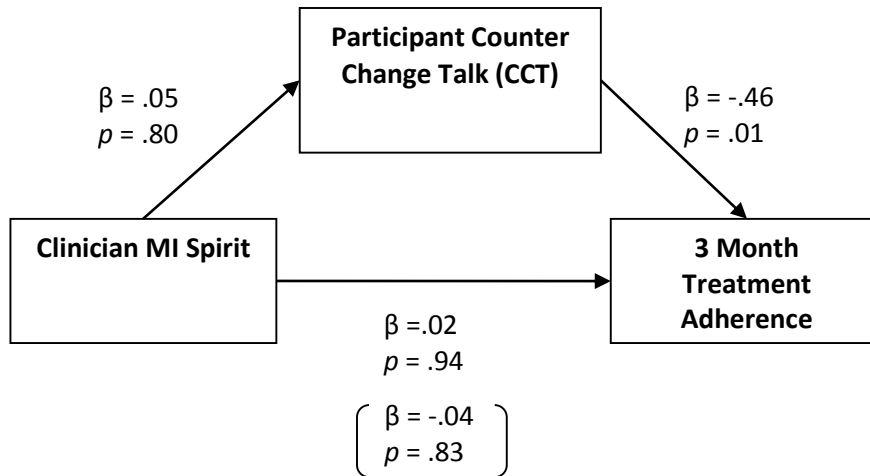 Participant Counter
Change Talk (CCT)
β = .05
p = .80
β = -.46
p = .01
Clinician MI Spirit
3 Month
Treatment
Adherence
β =.02
p = .94
β = -.04
p = .83